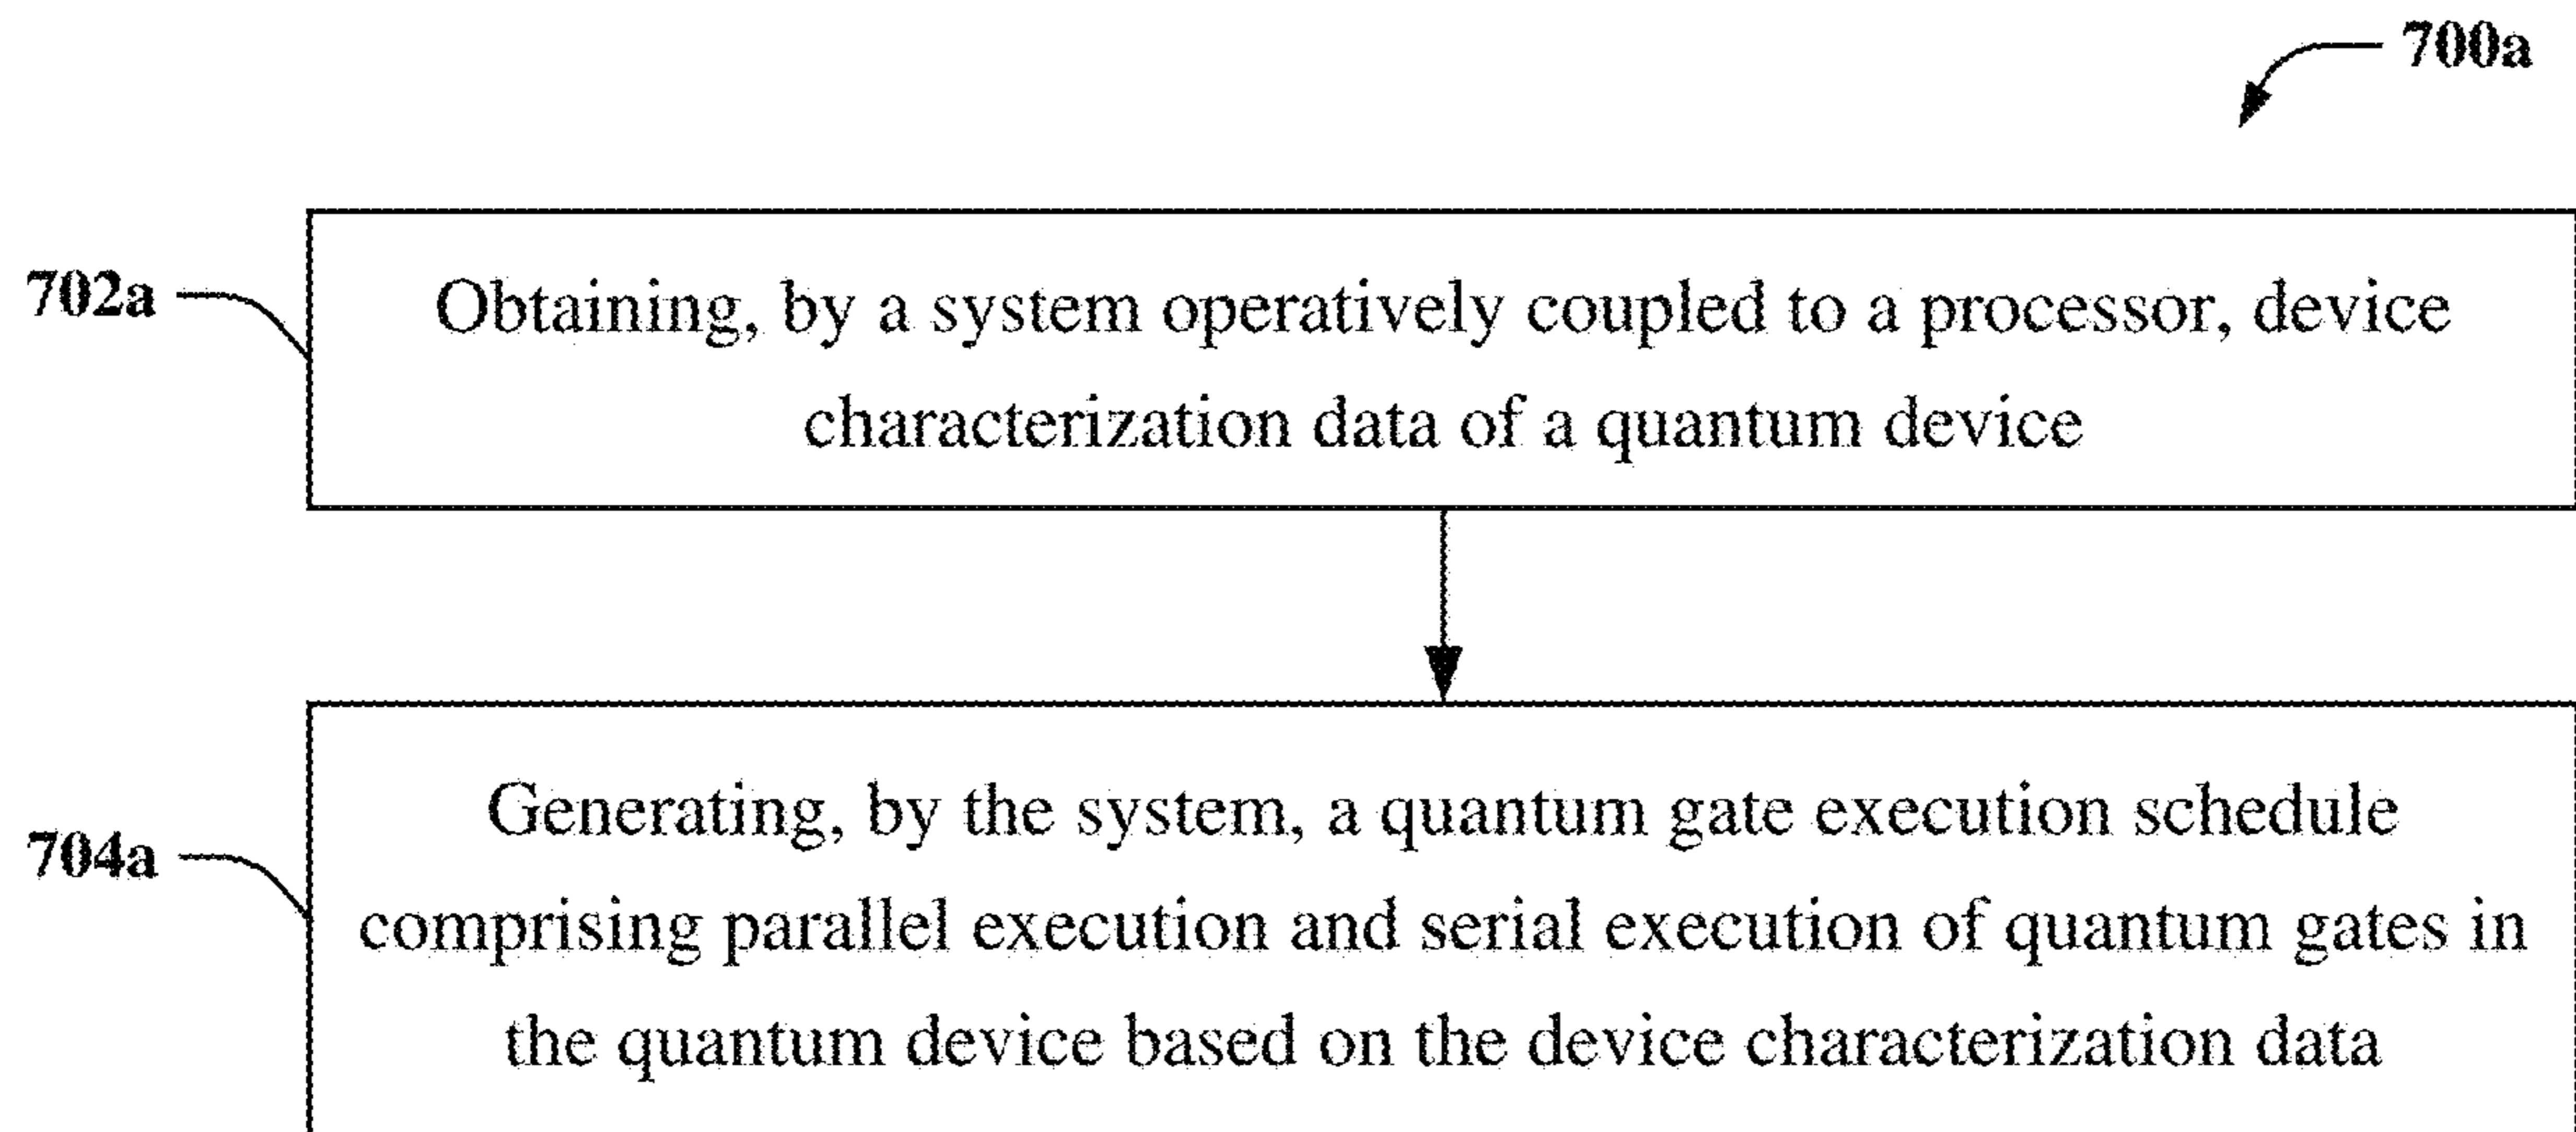 700a
702a
Obtaining, by a system operatively coupled to a processor, device
characterization data of a quantum device
704a
Generating, by the system, a quantum gate execution schedule
comprising parallel execution and serial execution of quantum gates in
the quantum device based on the device characterization data